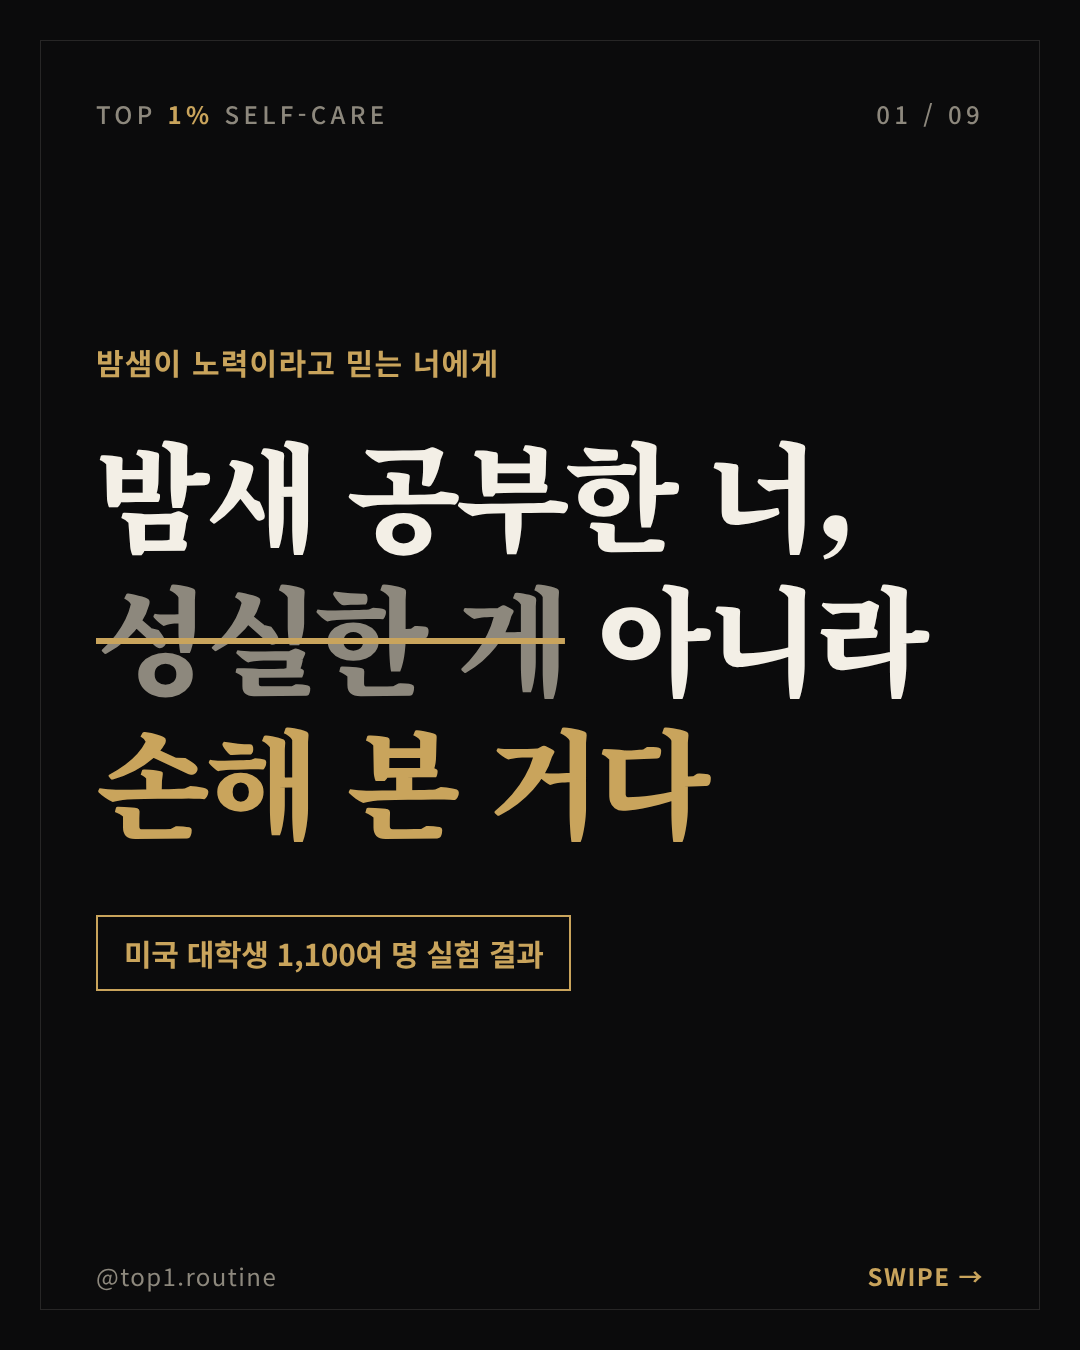 TOP 1% SELF-CARE
01 / 09
밤샘이 노력이라고 믿는 너에게
밤새 공부한 너,
성실한 게 아니라
손해 본 거다
미국 대학생 1,100여 명 실험 결과
@top1.routine
SWIPE →